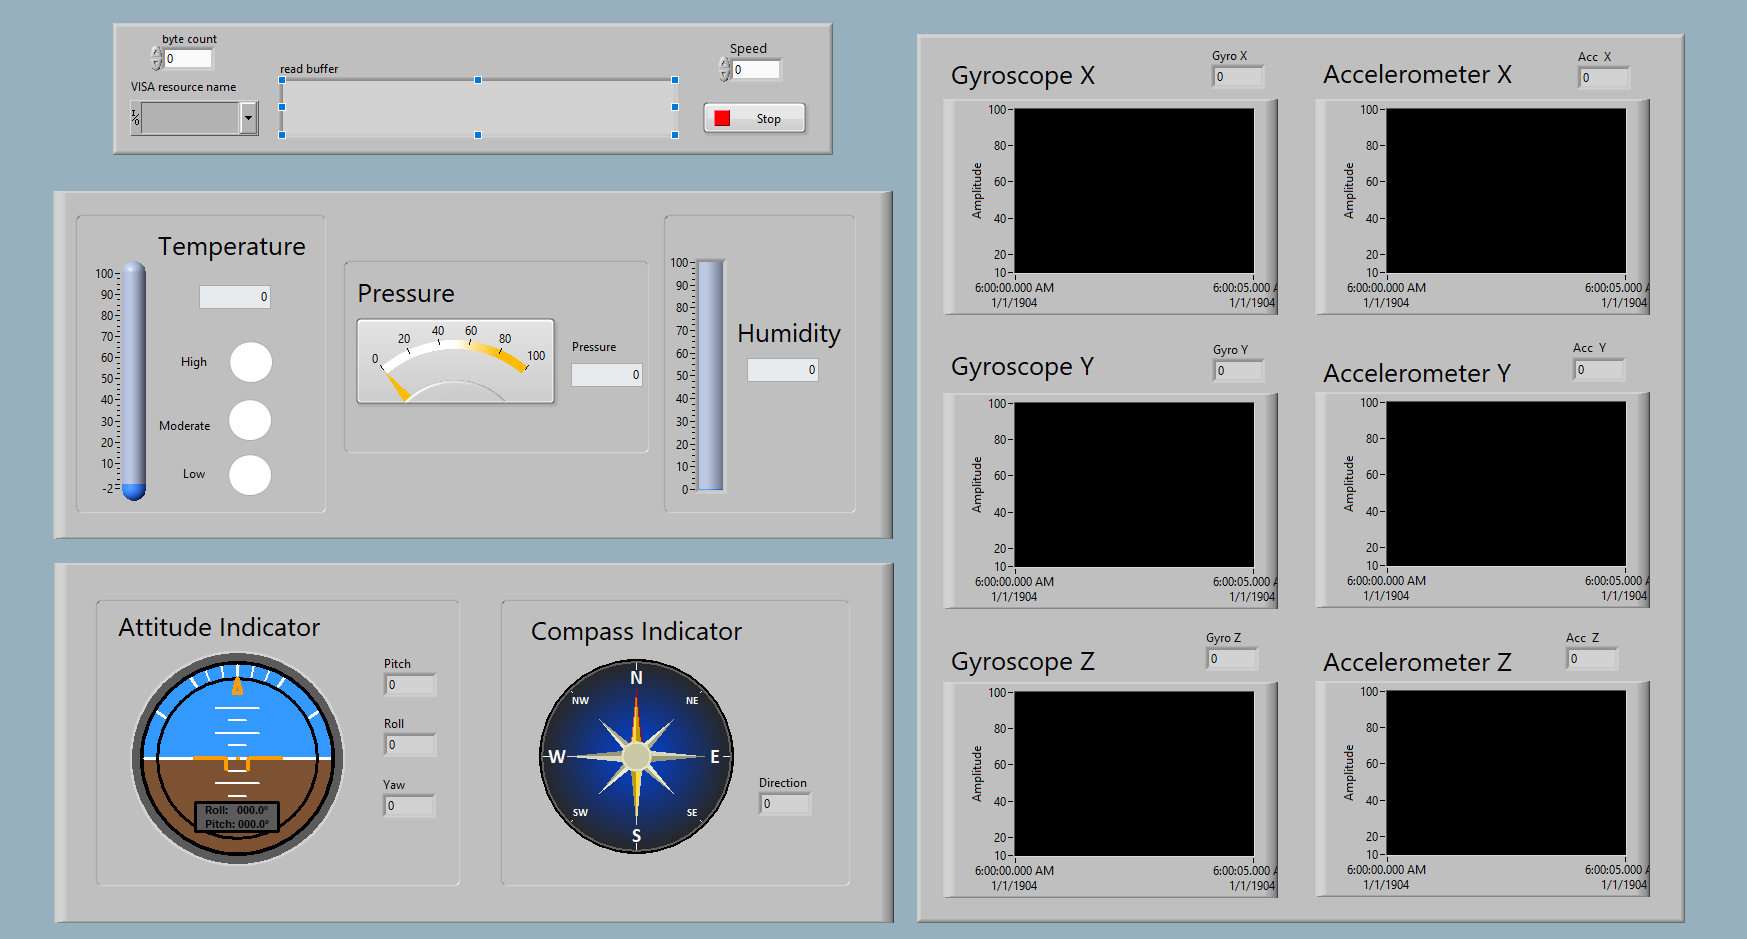 byte count
0
VISA resource name
I/O
read buffer
Speed
0
Stop
Temperature
100
90
80
70
60
50
40
30
20
10
-2
0
High
Moderate
Low
Pressure
0
20
40
60
80
100
Pressure
0
100
90
80
70
60
50
40
30
20
10
0
Humidity
0
Attitude Indicator
Roll: 000.0°
Pitch: 000.0°
Pitch
0
Roll
0
Yaw
0
Compass Indicator
N
NW
NE
W
E
SW
SE
S
Direction
0
Gyroscope X
Gyro X
0
Amplitude
100
80
60
40
20
10
6:00:00.000 AM
1/1/1904
6:00:05.000 A
1/1/1904
Accelerometer X
Acc X
0
Amplitude
100
80
60
40
20
10
6:00:00.000 AM
1/1/1904
6:00:05.000
1/1/1904
Gyroscope Y
Gyro Y
0
Amplitude
100
80
60
40
20
10
6:00:00.000 AM
1/1/1904
6:00:05.000 A
1/1/1904
Accelerometer Y
Acc Y
0
Amplitude
100
80
60
40
20
10
6:00:00.000 AM
1/1/1904
6:00:05.000
1/1/1904
Gyroscope Z
Gyro Z
0
Amplitude
100
80
60
40
20
10
6:00:00.000 AM
1/1/1904
6:00:05.000 A
1/1/1904
Accelerometer Z
Acc Z
0
Amplitude
100
80
60
40
20
10
6:00:00.000 AM
1/1/1904
6:00:05.000
1/1/1904